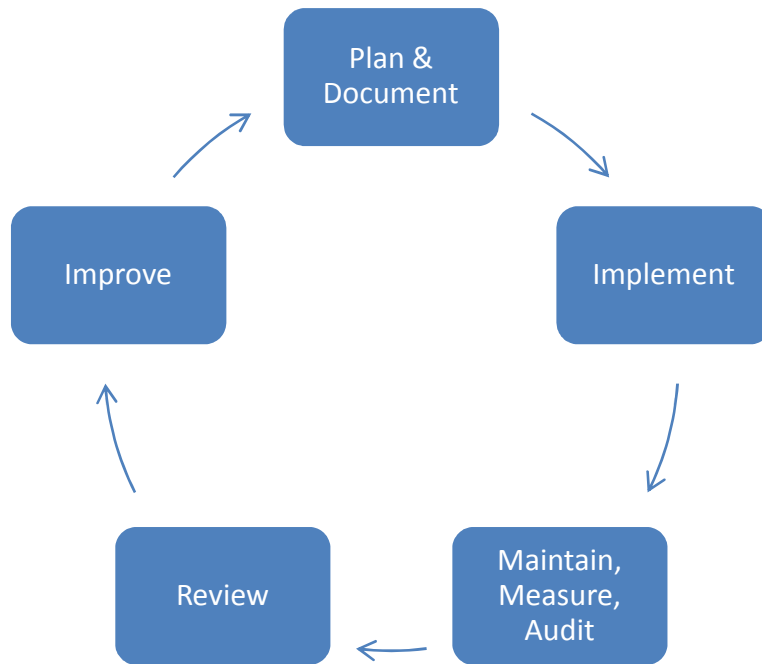 Plan &
Document
Implement
Maintain,
Measure,
Audit
Review
Improve